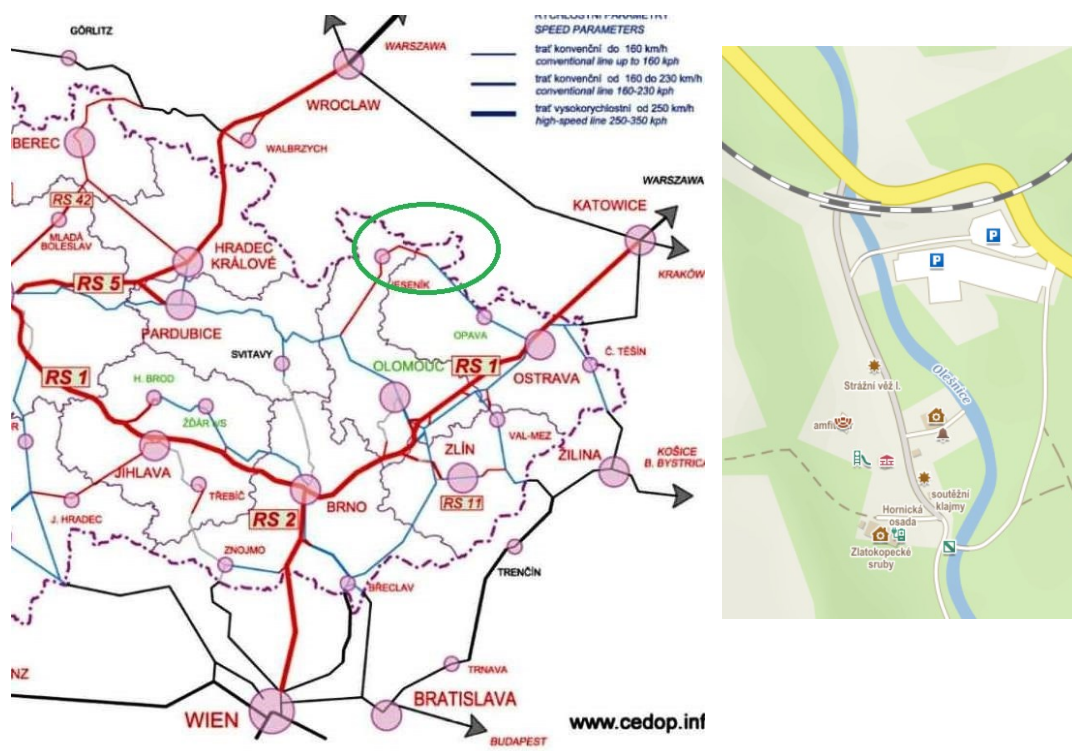 RYCHLOSTNÍ PARAMETRY
SPEED PARAMETERS
trať konvenční do 160 km/h
conventional line up to 160 kph
trať konvenční od 160 do 230 km/h
conventional line 160-230 kph
trať vysokorychlostní od 250 km/h
high-speed line 250-350 kph
GÖRLITZ
WARSZAWA
WROCLAW
WALBRZYCH
BEREC
RS 42
MLADÁ
BOLESLAV
HRADEC
KRÁLOVÉ
WARSZAWA
KATOWICE
KRAKÓW
JESENÍK
RS 5
PARDUBICE
OPAVA
SVITAVY
OLOMOUC
RS 1
OSTRAVA
Č. TĚŠÍN
RS 1
H. BROD
ŽĎÁR n/S
R
JIHLAVA
VAL-MEZ
ZLÍN
RS 11
ŽILINA
KOŠICE
B. BYSTRICA
TŘEBÍČ
J. HRADEC
RS 2
BRNO
ZNOJMO
BŘECLAV
TRENČÍN
NZ
TRNAVA
WIEN
BRATISLAVA
BUDAPEST
www.cedop.inf
P
P
Olešnice
Strážní věž I.
amfit
soutěžní
klajmy
Hornická
osada
Zlatokopecké
sruby